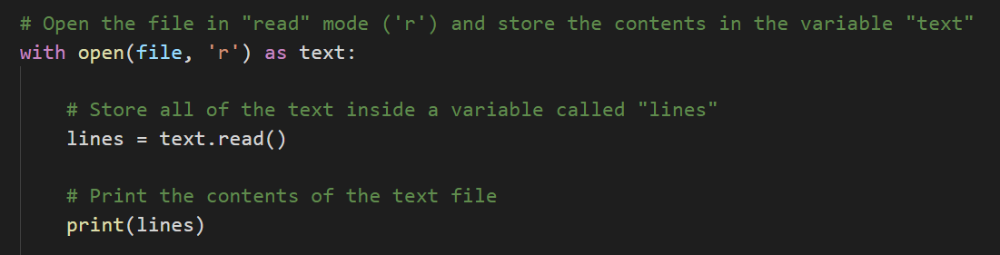 # Open the file in "read" mode ('r') and store the contents in the variable "text"
with open(file, 'r') as text:
# Store all of the text inside a variable called "lines"
lines = text.read()
# Print the contents of the text file
print(lines)